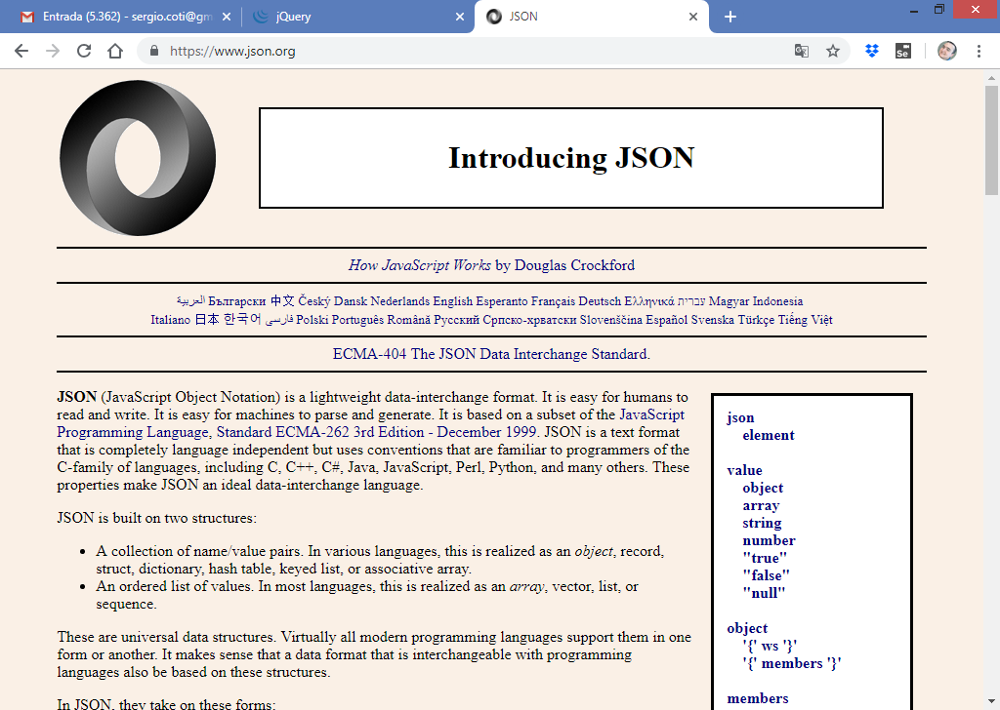 Entrada (5.362) - sergio.coti@gm
jQuery
JSON
https://www.json.org
Se
Introducing JSON
How JavaScript Works by Douglas Crockford
العربية Български 中文 Český Dansk Nederlands English Esperanto Français Deutsch Ελληνικά עברית Magyar Indonesia
Italiano 日本 한국어 فارسی Polski Português Română Русский Српско-хрватски Slovenščina Español Svenska Türkçe Tiếng Việt
ECMA-404 The JSON Data Interchange Standard.
JSON (JavaScript Object Notation) is a lightweight data-interchange format. It is easy for humans to
read and write. It is easy for machines to parse and generate. It is based on a subset of the JavaScript
Programming Language, Standard ECMA-262 3rd Edition - December 1999. JSON is a text format
that is completely language independent but uses conventions that are familiar to programmers of the
C-family of languages, including C, C++, C#, Java, JavaScript, Perl, Python, and many others. These
properties make JSON an ideal data-interchange language.
JSON is built on two structures:
• A collection of name/value pairs. In various languages, this is realized as an object, record,
struct, dictionary, hash table, keyed list, or associative array.
• An ordered list of values. In most languages, this is realized as an array, vector, list, or
sequence.
These are universal data structures. Virtually all modern programming languages support them in one
form or another. It makes sense that a data format that is interchangeable with programming
languages also be based on these structures.
In JSON, they take on these forms:
json
element
value
object
array
string
number
"true"
"false"
"null"
object
'{' ws '}'
'{' members '}'
members